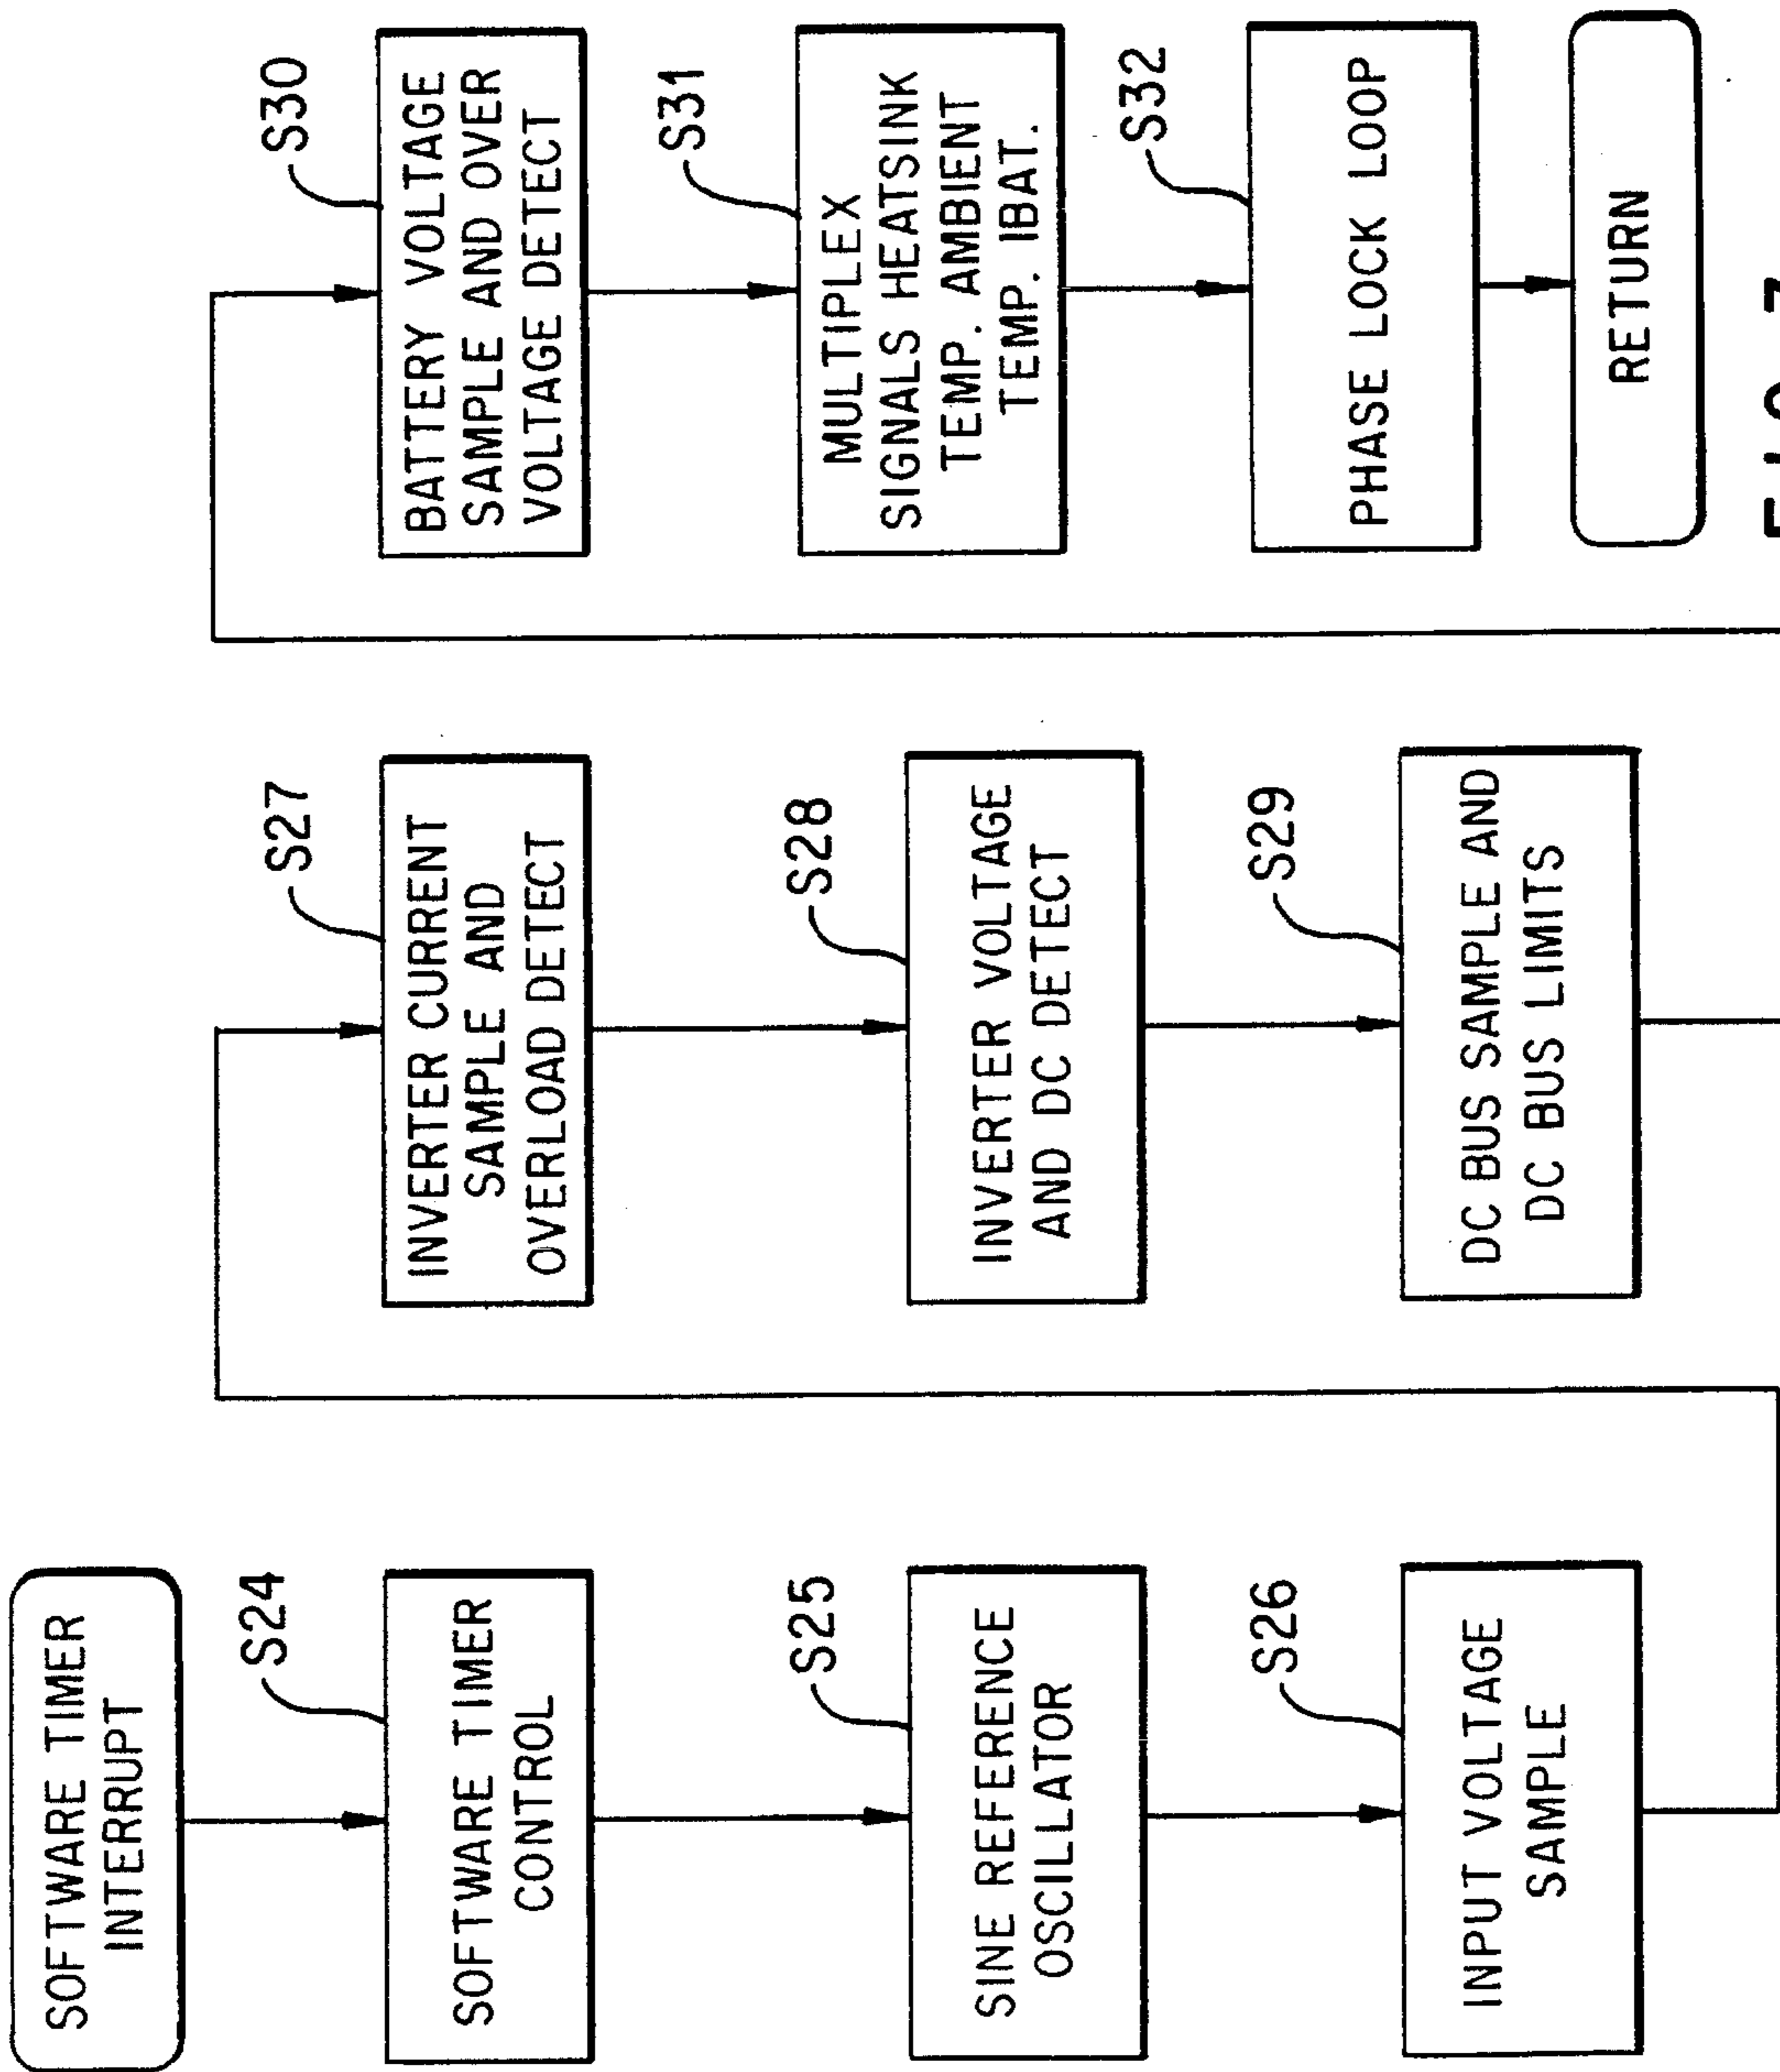 SOFTWARE TIMER
INTERRUPT
S24
SOFTWARE TIMER
CONTROL
S25
SINE REFERENCE
OSCILLATOR
S26
INPUT VOLTAGE
SAMPLE
S27
INVERTER CURRENT
SAMPLE AND
OVERLOAD DETECT
S28
INVERTER VOLTAGE
AND DC DETECT
S29
DC BUS SAMPLE AND
DC BUS LIMITS
S30
BATTERY VOLTAGE
SAMPLE AND OVER
VOLTAGE DETECT
S31
MULTIPLEX
SIGNALS HEATSINK
TEMP. AMBIENT
TEMP. IBAT.
S32
PHASE LOCK LOOP
RETURN